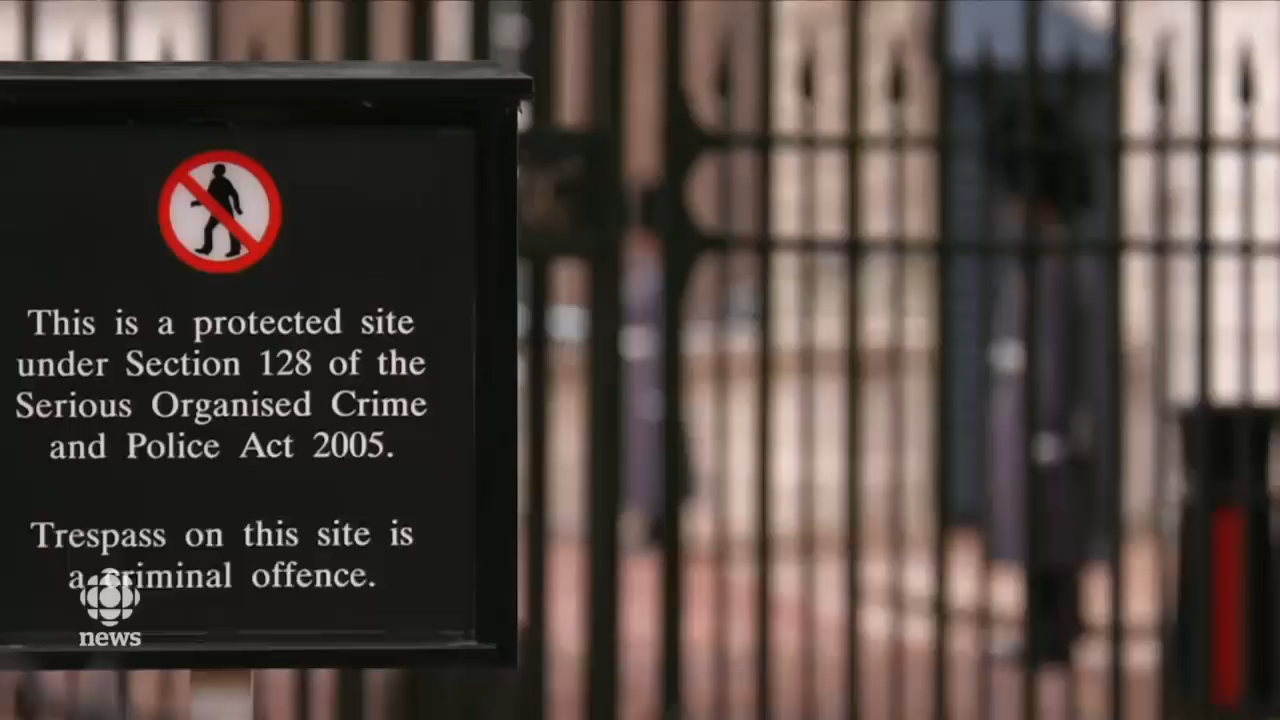 This is a protected site
under Section 128 of the
Serious Organised Crime
and Police Act 2005.
Trespass on this site is
a criminal offence.
news